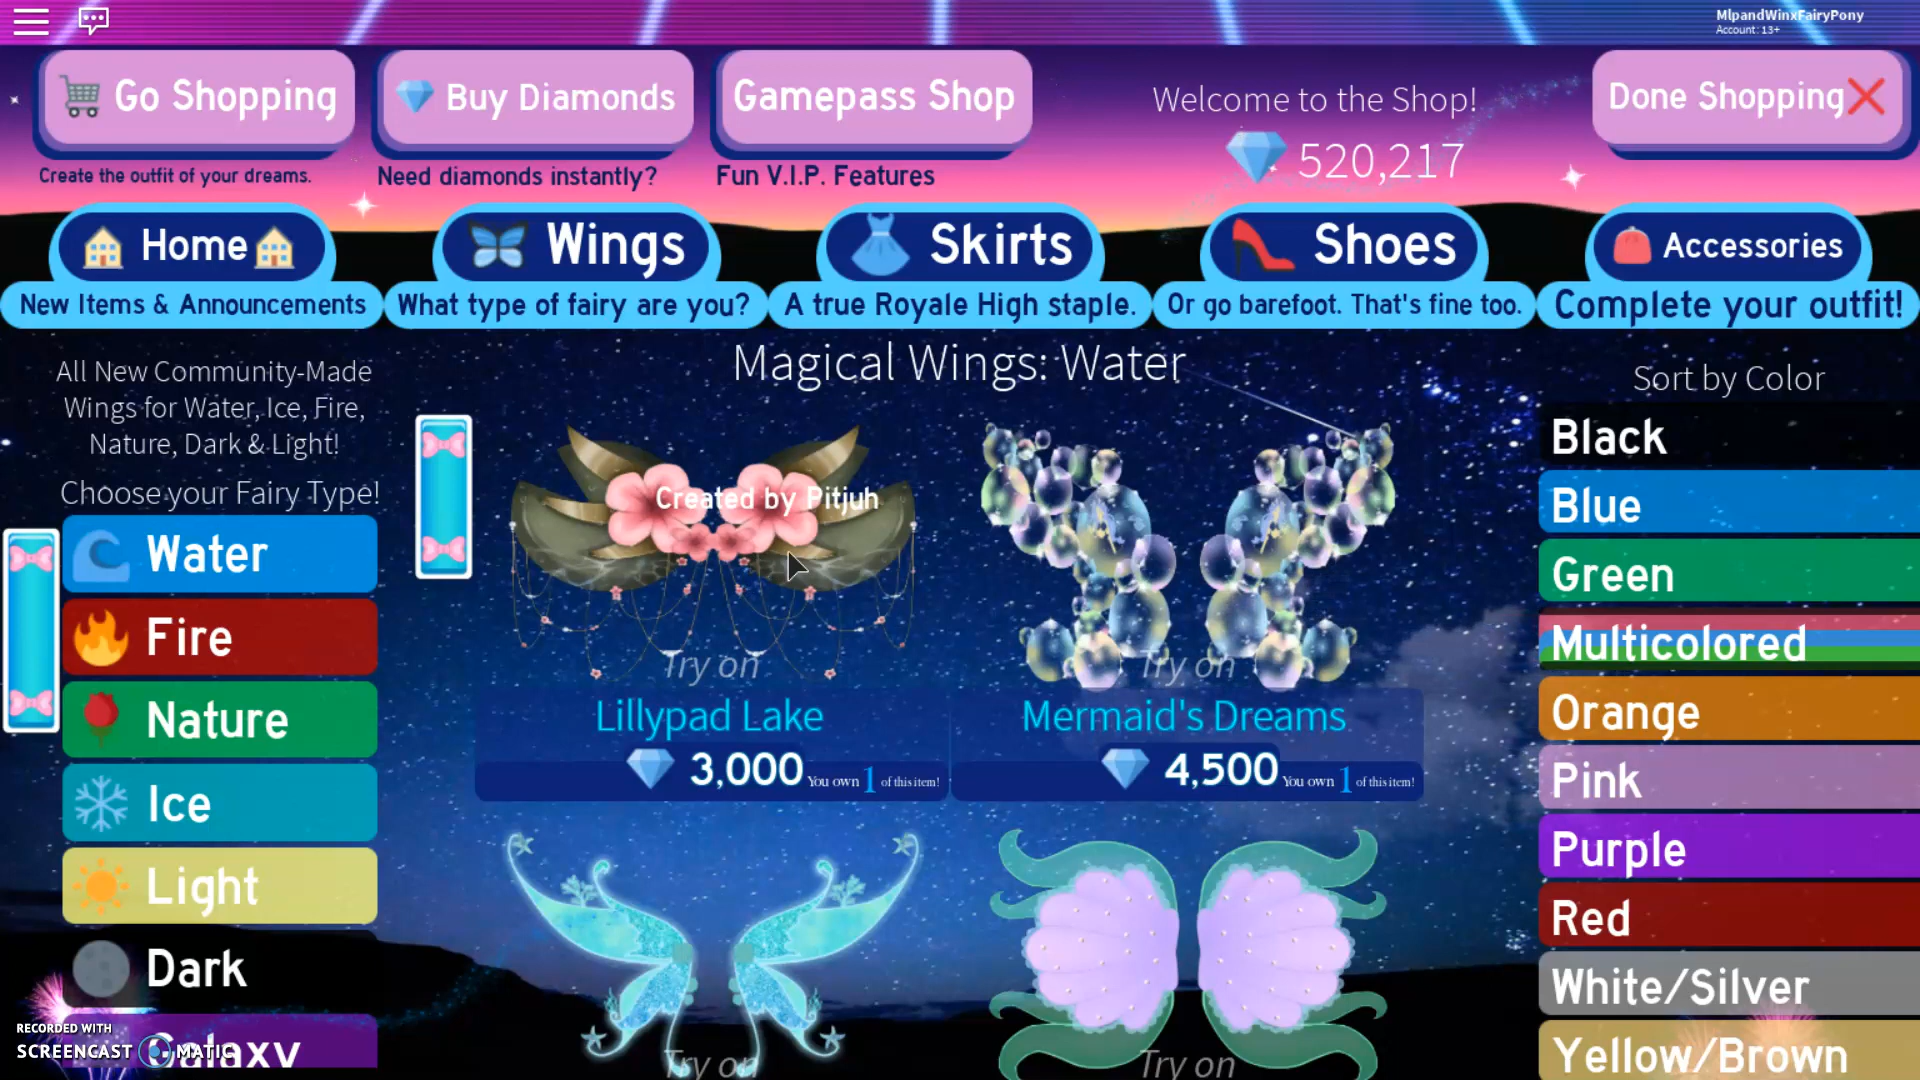 MlpandWinxFairyPony
Account: 13+
Go Shopping
Buy Diamonds
Gamepass Shop
Welcome to the Shop!
520,217
Done Shopping
Create the outfit of your dreams.
Need diamonds instantly?
Fun V.I.P. Features
Home
Wings
Skirts
Shoes
Accessories
New Items & Announcements
What type of fairy are you?
A true Royale High staple.
Or go barefoot. That's fine too.
Complete your outfit!
All New Community-Made
Wings for Water, Ice, Fire,
Nature, Dark & Light!
Choose your Fairy Type!
Water
Fire
Nature
Ice
Light
Dark
Galaxy
Magical Wings: Water
Created by Pitjuh
Try on
Lillypad Lake
3,000 You own 1 of this item!
Try on
Mermaid's Dreams
4,500 You own 1 of this item!
Try on
Try on
Sort by Color
Black
Blue
Green
Multicolored
Orange
Pink
Purple
Red
White/Silver
Yellow/Brown
RECORDED WITH
SCREENCAST MATIC